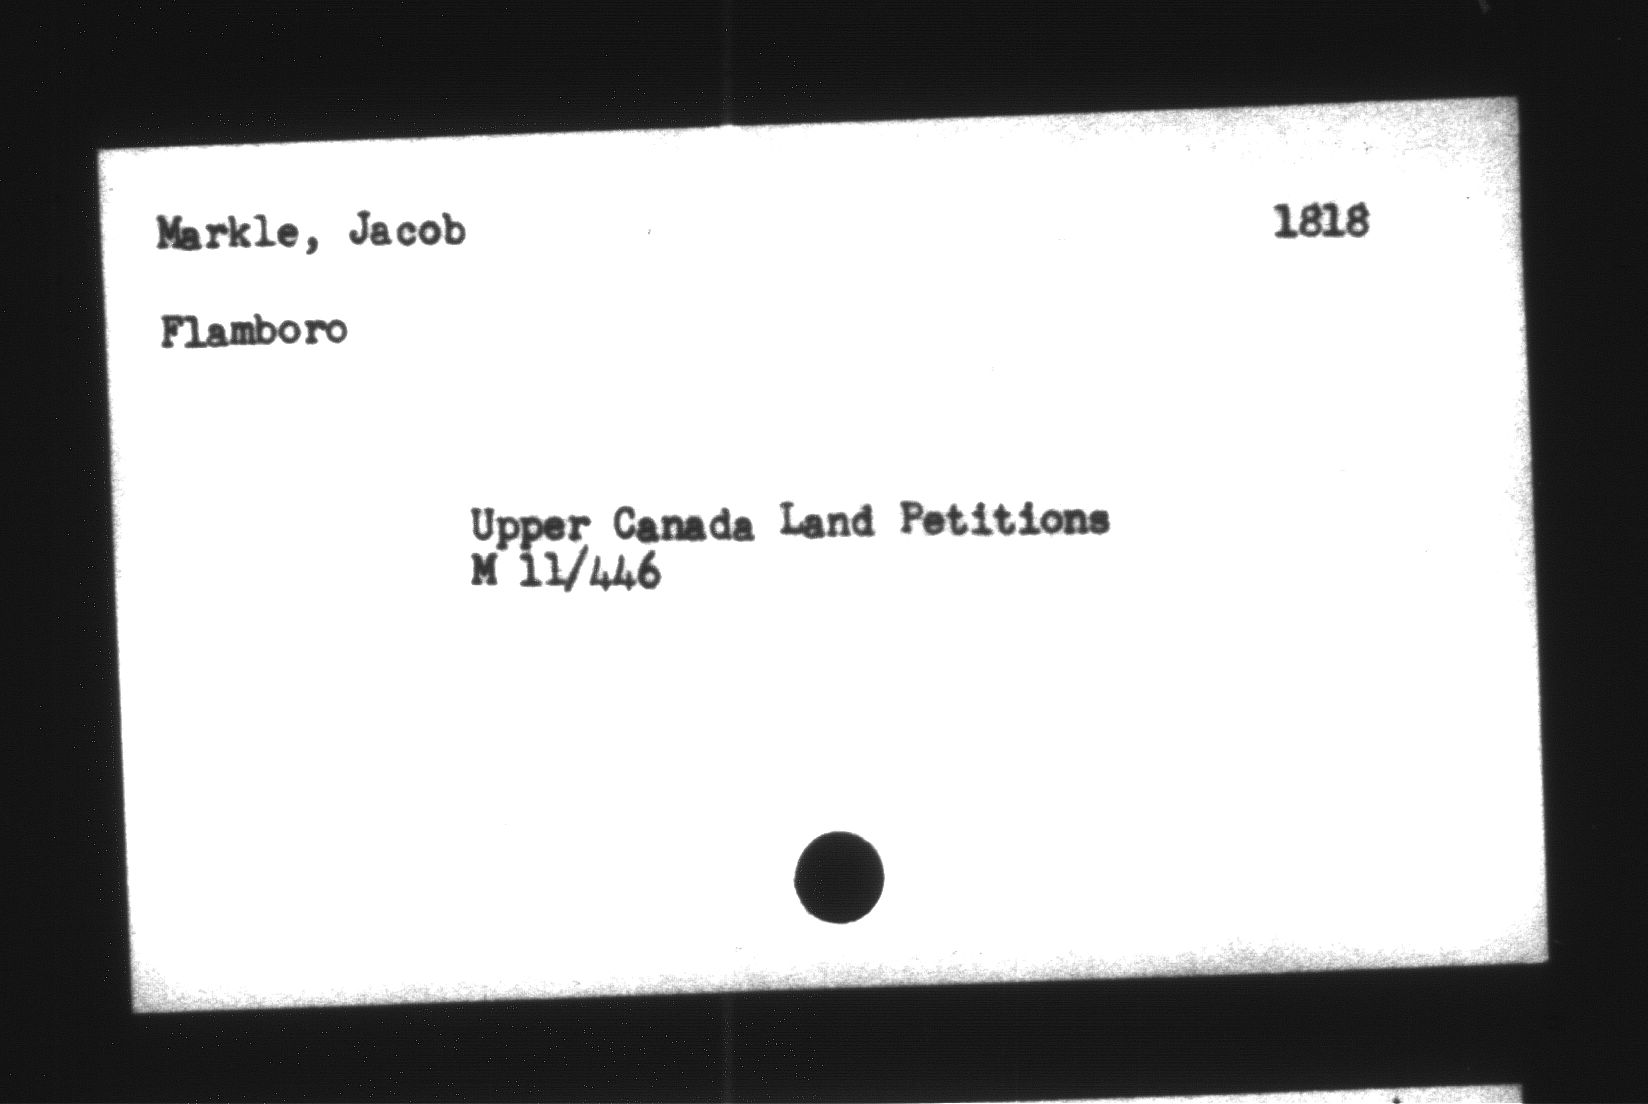 Markle, Jacob 1818
Flamboro
Upper Canada Land Petitions
M 11/446